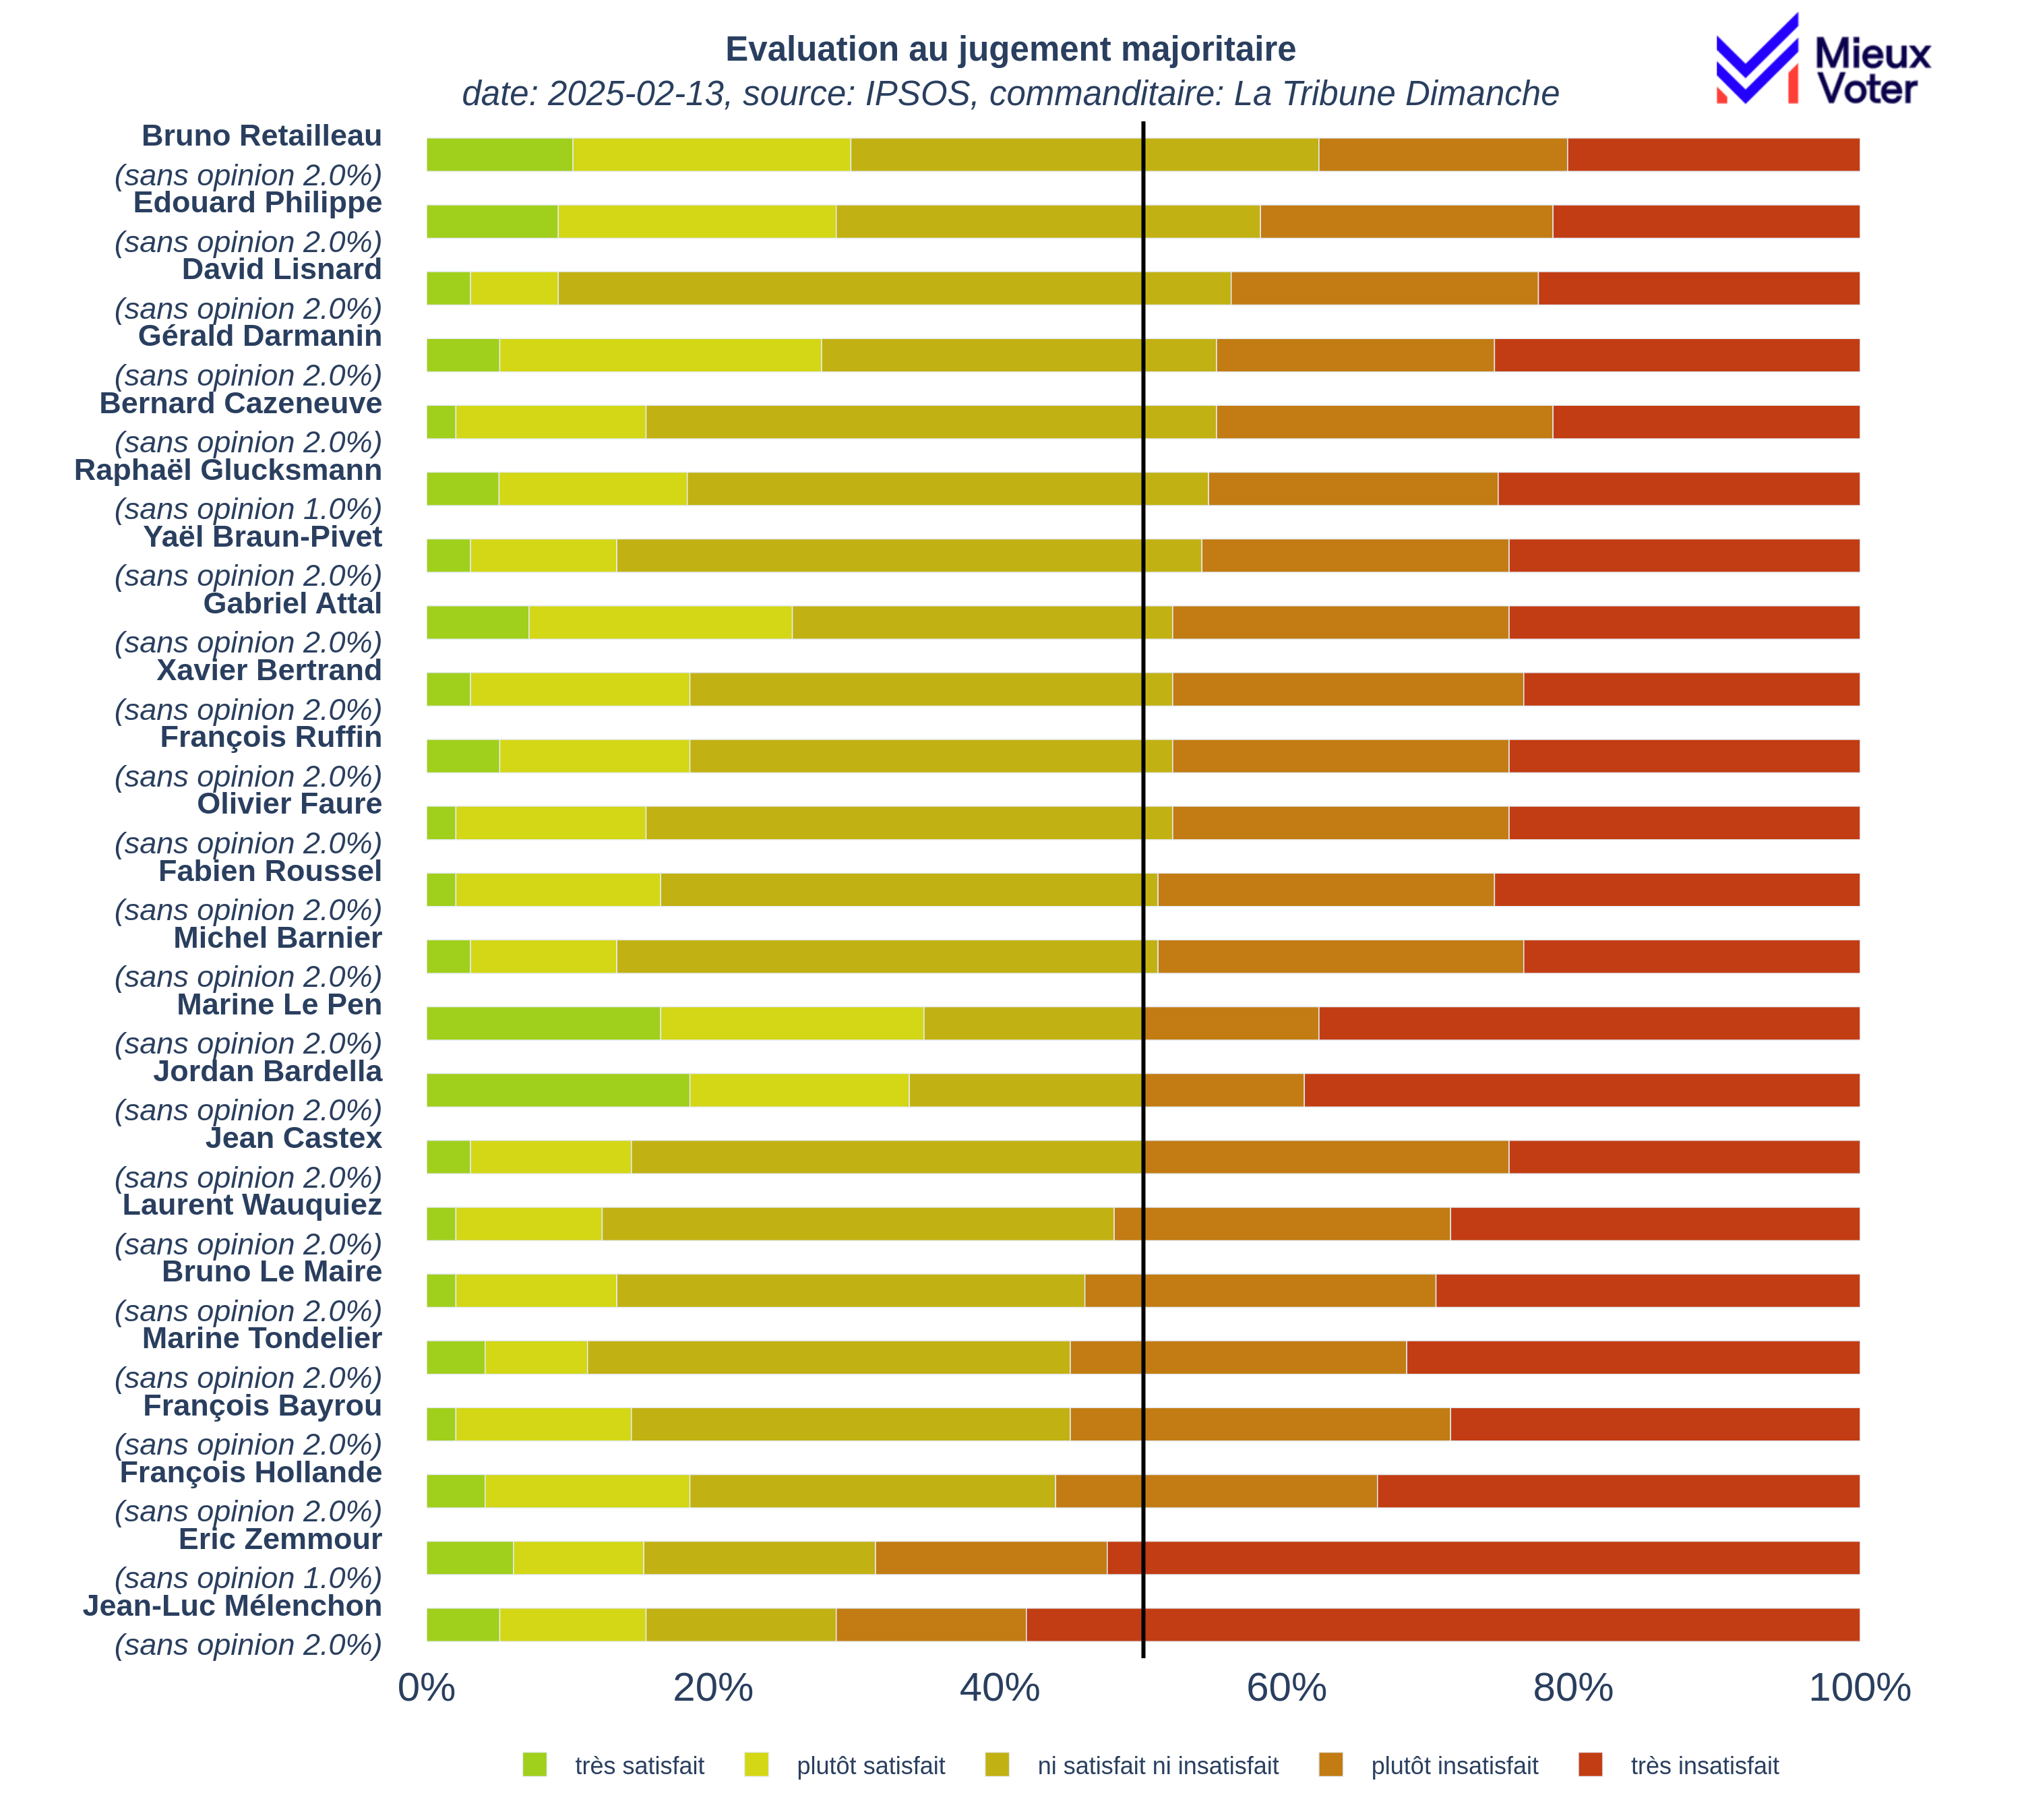 Evaluation au jugement majoritaire
date: 2025-02-13, source: IPSOS, commanditaire: La Tribune Dimanche
Mieux
Voter
Bruno Retailleau
(sans opinion 2.0%)
Edouard Philippe
(sans opinion 2.0%)
David Lisnard
(sans opinion 2.0%)
Gérald Darmanin
(sans opinion 2.0%)
Bernard Cazeneuve
(sans opinion 2.0%)
Raphaël Glucksmann
(sans opinion 1.0%)
Yaël Braun-Pivet
(sans opinion 2.0%)
Gabriel Attal
(sans opinion 2.0%)
Xavier Bertrand
(sans opinion 2.0%)
François Ruffin
(sans opinion 2.0%)
Olivier Faure
(sans opinion 2.0%)
Fabien Roussel
(sans opinion 2.0%)
Michel Barnier
(sans opinion 2.0%)
Marine Le Pen
(sans opinion 2.0%)
Jordan Bardella
(sans opinion 2.0%)
Jean Castex
(sans opinion 2.0%)
Laurent Wauquiez
(sans opinion 2.0%)
Bruno Le Maire
(sans opinion 2.0%)
Marine Tondelier
(sans opinion 2.0%)
François Bayrou
(sans opinion 2.0%)
François Hollande
(sans opinion 2.0%)
Eric Zemmour
(sans opinion 1.0%)
Jean-Luc Mélenchon
(sans opinion 2.0%)
0% 20% 40% 60% 80% 100%
très satisfait plutôt satisfait ni satisfait ni insatisfait plutôt insatisfait très insatisfait